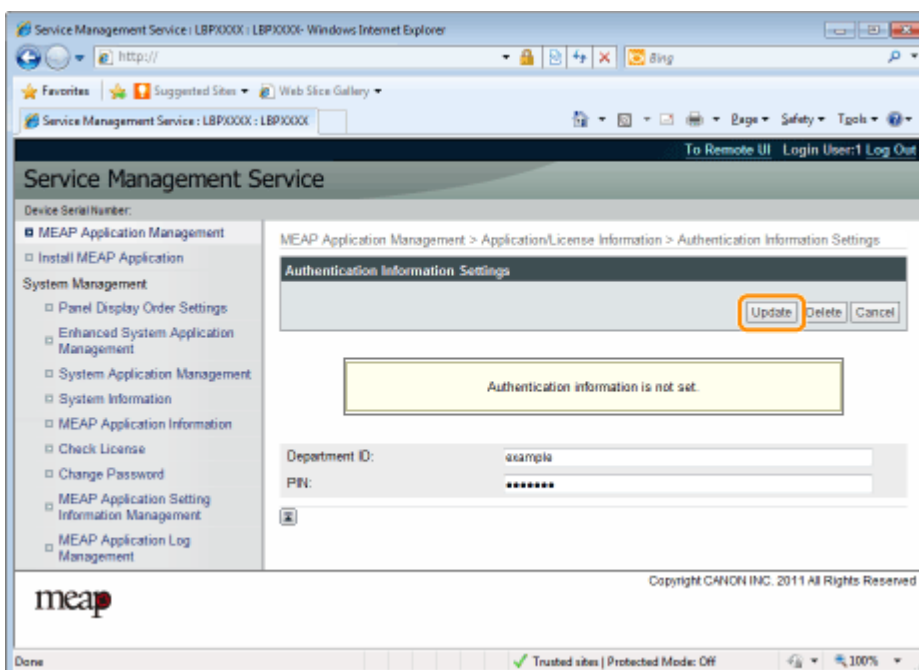 Service Management Service : LBPXXXX : LBPXXXX- Windows Internet Explorer
http://
Bing
Favorites
Suggested Sites
Web Slice Gallery
Service Management Service : LBPXXXX : LBPXXXX
Page
Safety
Tools
To Remote UI Login User:1 Log Out
Service Management Service
Device Serial Number:
MEAP Application Management
Install MEAP Application
System Management
Panel Display Order Settings
Enhanced System Application
Management
System Application Management
System Information
MEAP Application Information
Check License
Change Password
MEAP Application Setting
Information Management
MEAP Application Log
Management
MEAP Application Management > Application/License Information > Authentication Information Settings
Authentication Information Settings
Update Delete Cancel
Authentication information is not set.
Department ID: example
PIN: •••••••
Copyright CANON INC. 2011 All Rights Reserved
meap
Done
Trusted sites | Protected Mode: Off
100%